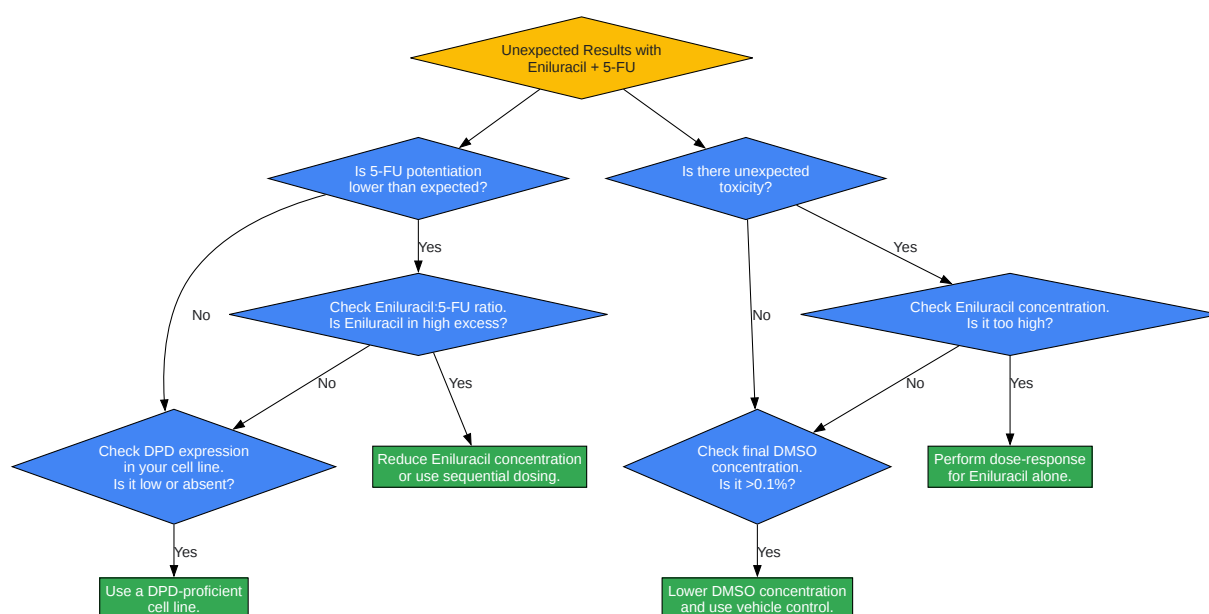 Unexpected Results with
Eniluracil + 5-FU
Is 5-FU potentiation
lower than expected?
Is there unexpected
toxicity?
Yes
Yes
Check Eniluracil:5-FU ratio.
Is Eniluracil in high excess?
Check Eniluracil concentration.
Is it too high?
No
No
No
Yes
No
Yes
Check DPD expression
in your cell line.
Is it low or absent?
Reduce Eniluracil concentration
or use sequential dosing.
Check final DMSO
concentration.
Is it >0.1%?
Perform dose-response
for Eniluracil alone.
Yes
Yes
Use a DPD-proficient
cell line.
Lower DMSO concentration
and use vehicle control.